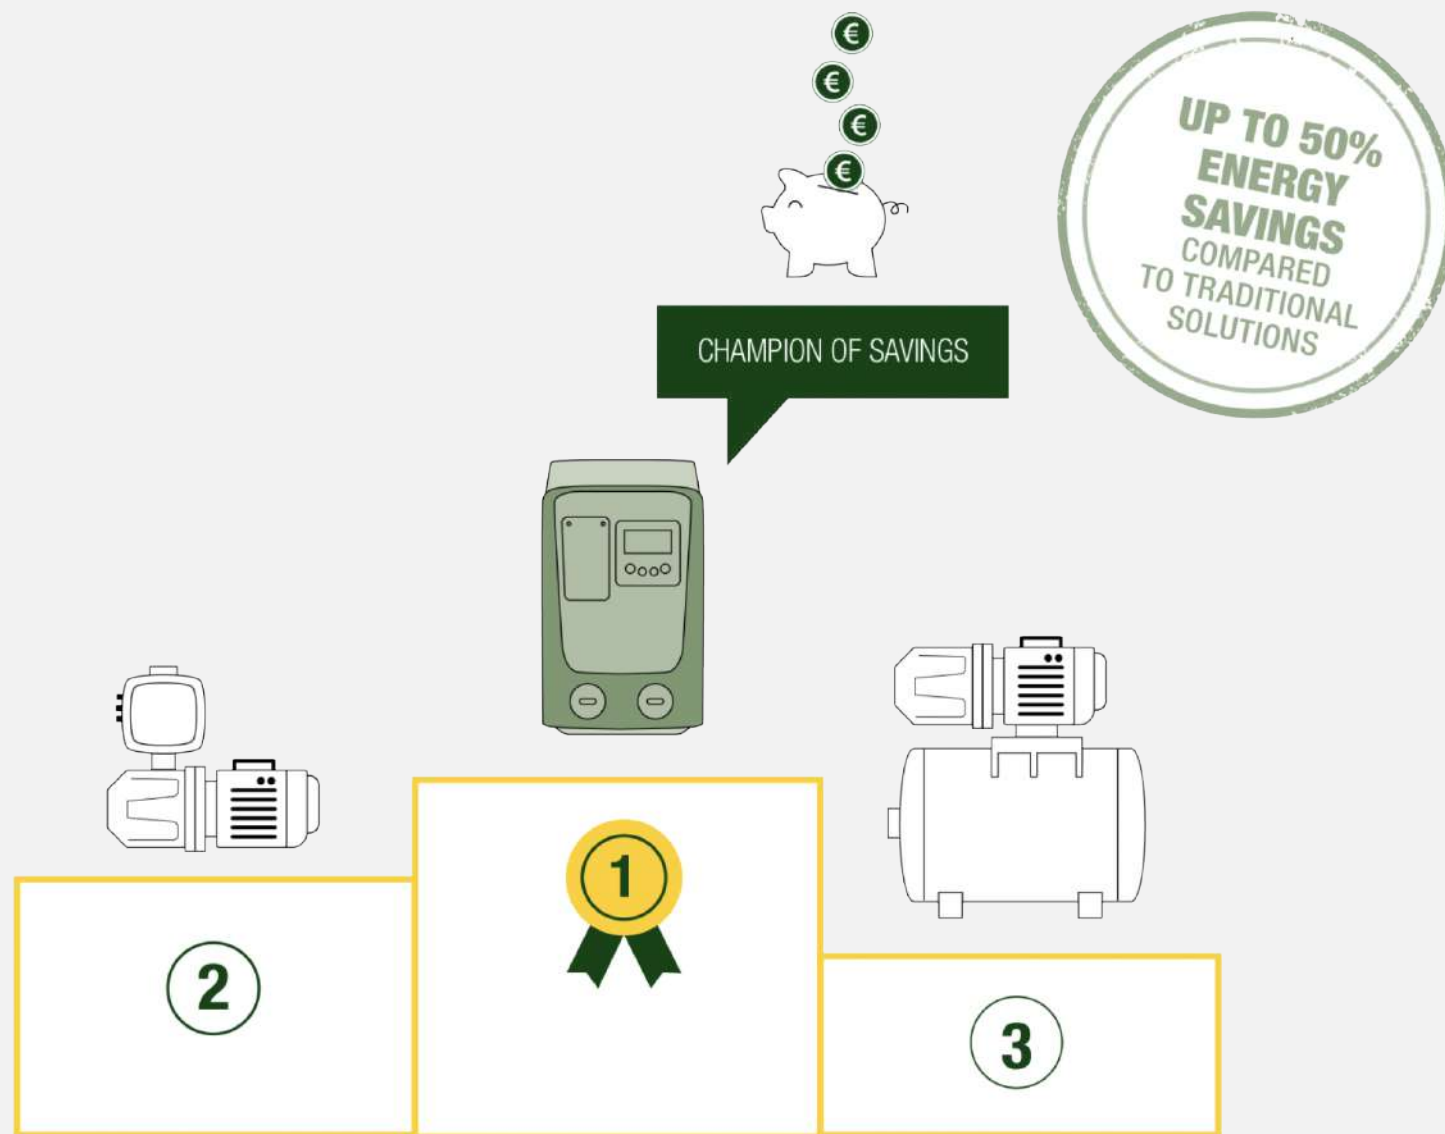 €
€
€
€
UP TO 50%
ENERGY
SAVINGS
COMPARED
TO TRADITIONAL
SOLUTIONS
CHAMPION OF SAVINGS
1
2
3